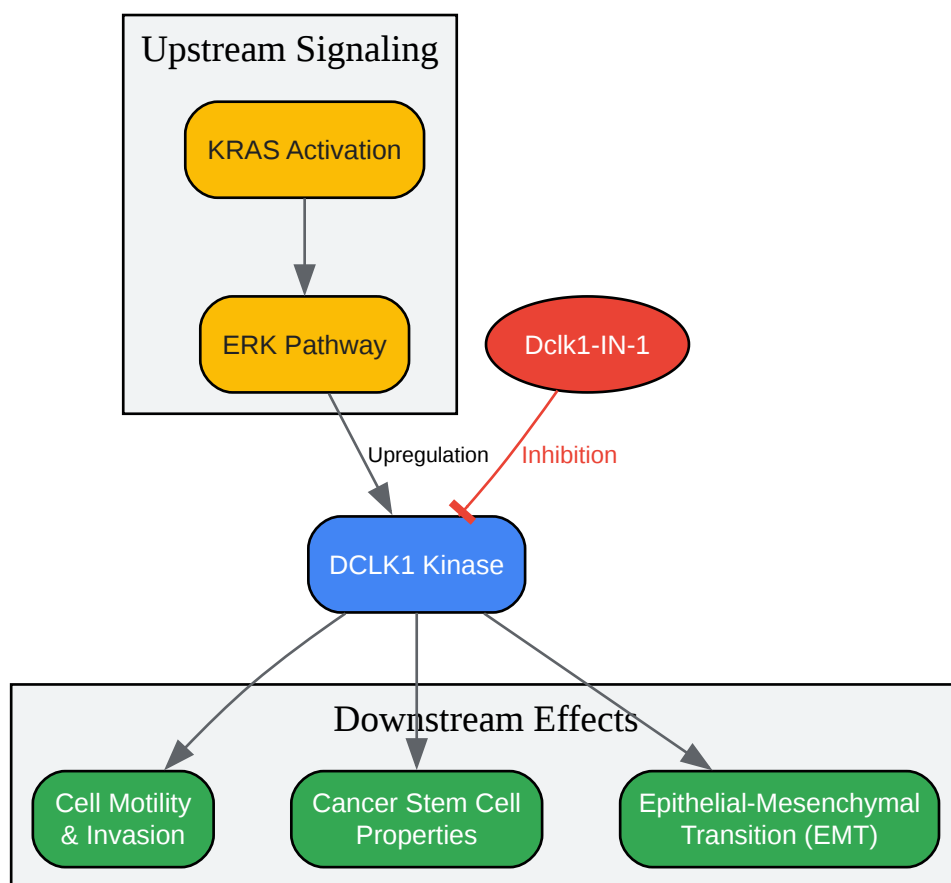 Upstream Signaling
KRAS Activation
ERK Pathway
Dclk1-IN-1
Upregulation
Inhibition
DCLK1 Kinase
Downstream Effects
Cell Motility
& Invasion
Cancer Stem Cell
Properties
Epithelial-Mesenchymal
Transition (EMT)